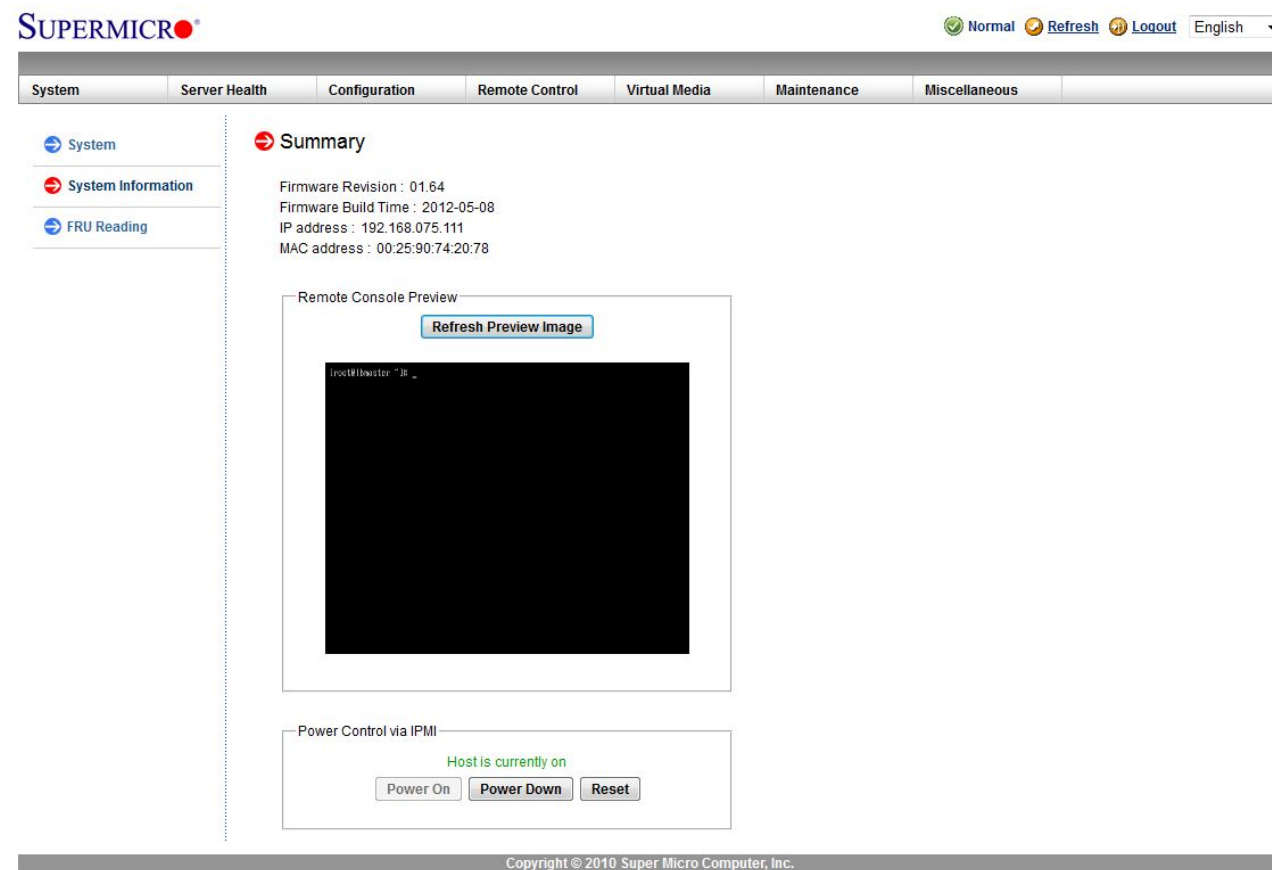 SUPERMICRO
Normal Refresh Logout English
System Server Health Configuration Remote Control Virtual Media Maintenance Miscellaneous
System
System Information
FRU Reading
Summary
Firmware Revision : 01.64
Firmware Build Time : 2012-05-08
IP address : 192.168.075.111
MAC address : 00:25:90:74:20:78
Remote Console Preview
Refresh Preview Image
[root@lbmaster ~]# _
Power Control via IPMI
Host is currently on
Power On Power Down Reset
Copyright © 2010 Super Micro Computer, Inc.